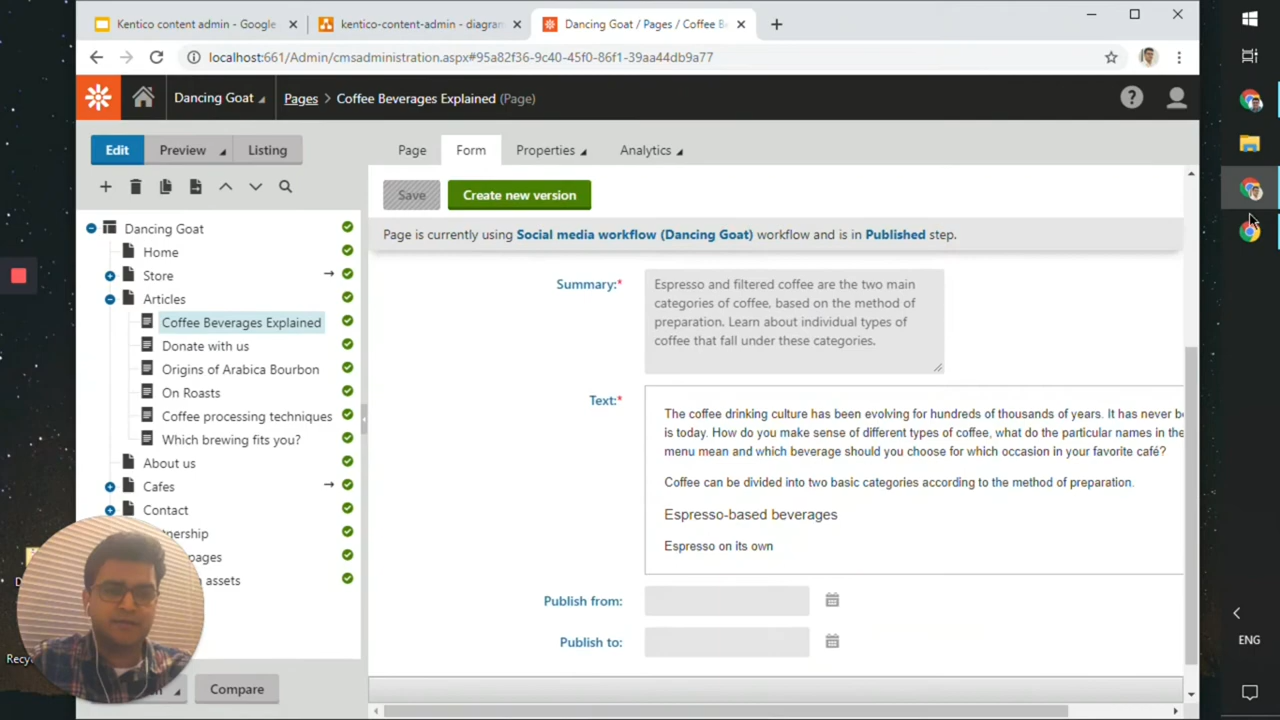 Kentico content admin - Google
kentico-content-admin - diagram
Dancing Goat / Pages / Coffee B
localhost:661/Admin/cmsadministration.aspx#95a82f36-9c40-45f0-86f1-39aa44db9a77
Dancing Goat
Pages > Coffee Beverages Explained (Page)
Edit
Preview
Listing
Page
Form
Properties
Analytics
Save
Create new version
Page is currently using Social media workflow (Dancing Goat) workflow and is in Published step.
Dancing Goat
Home
Store
Articles
Coffee Beverages Explained
Donate with us
Origins of Arabica Bourbon
On Roasts
Coffee processing techniques
Which brewing fits you?
About us
Cafes
Contact
tnership
pages
assets
Compare
Summary:*
Espresso and filtered coffee are the two main
categories of coffee, based on the method of
preparation. Learn about individual types of
coffee that fall under these categories.
Text:*
The coffee drinking culture has been evolving for hundreds of thousands of years. It has never b
is today. How do you make sense of different types of coffee, what do the particular names in the
menu mean and which beverage should you choose for which occasion in your favorite café?
Coffee can be divided into two basic categories according to the method of preparation.
Espresso-based beverages
Espresso on its own
Publish from:
Publish to:
Recy
ENG